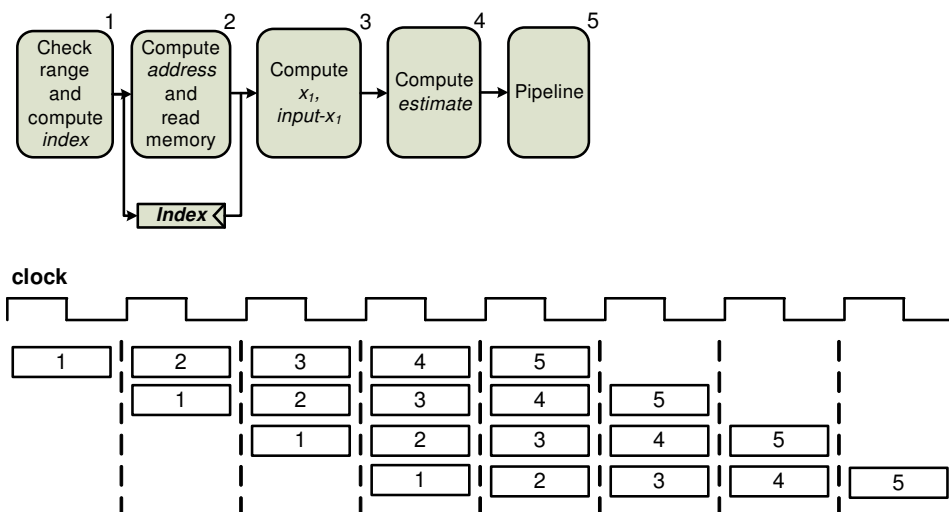 1
2
3
4
5
Check
range
and
compute
index
Compute
address
and
read
memory
Compute
x₁,
input-x₁
Compute
estimate
Pipeline
Index
clock
1 2 3 4 5
1 2 3 4 5
1 2 3 4 5
1 2 3 4 5